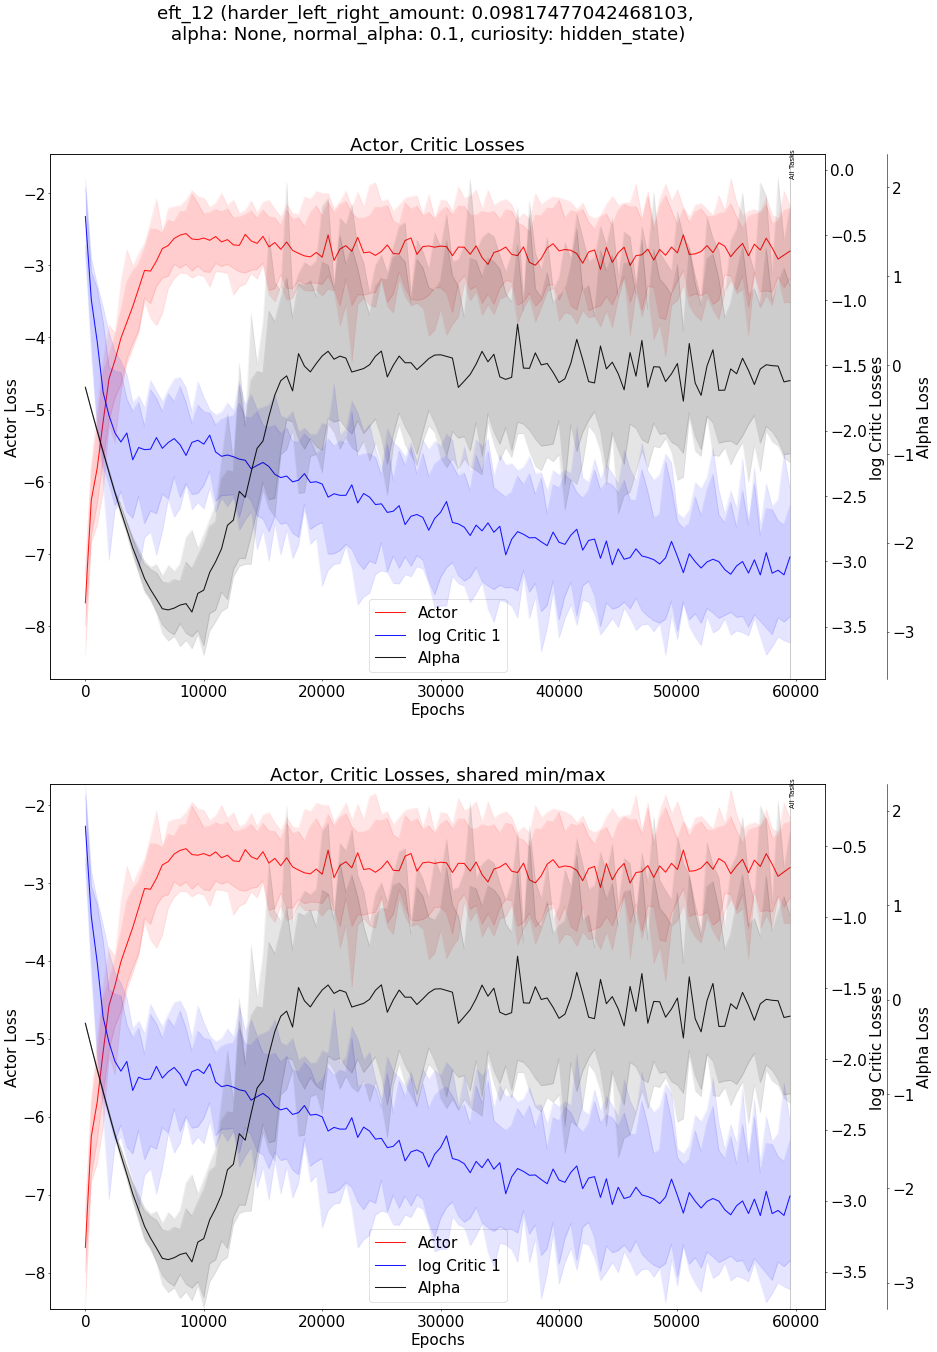 eft_12 (harder_left_right_amount: 0.09817477042468103,
alpha: None, normal_alpha: 0.1, curiosity: hidden_state)
Actor, Critic Losses
All Tasks
−2
−3
−4
−5
−6
−7
−8
Actor Loss
0.0
−0.5
−1.0
−1.5
−2.0
−2.5
−3.0
−3.5
log Critic Losses
2
1
0
−1
−2
−3
Alpha Loss
Actor
log Critic 1
Alpha
0
10000
20000
30000
40000
50000
60000
Epochs
Actor, Critic Losses, shared min/max
All Tasks
−2
−3
−4
−5
−6
−7
−8
Actor Loss
−0.5
−1.0
−1.5
−2.0
−2.5
−3.0
−3.5
log Critic Losses
2
1
0
−1
−2
−3
Alpha Loss
Actor
log Critic 1
Alpha
0
10000
20000
30000
40000
50000
60000
Epochs